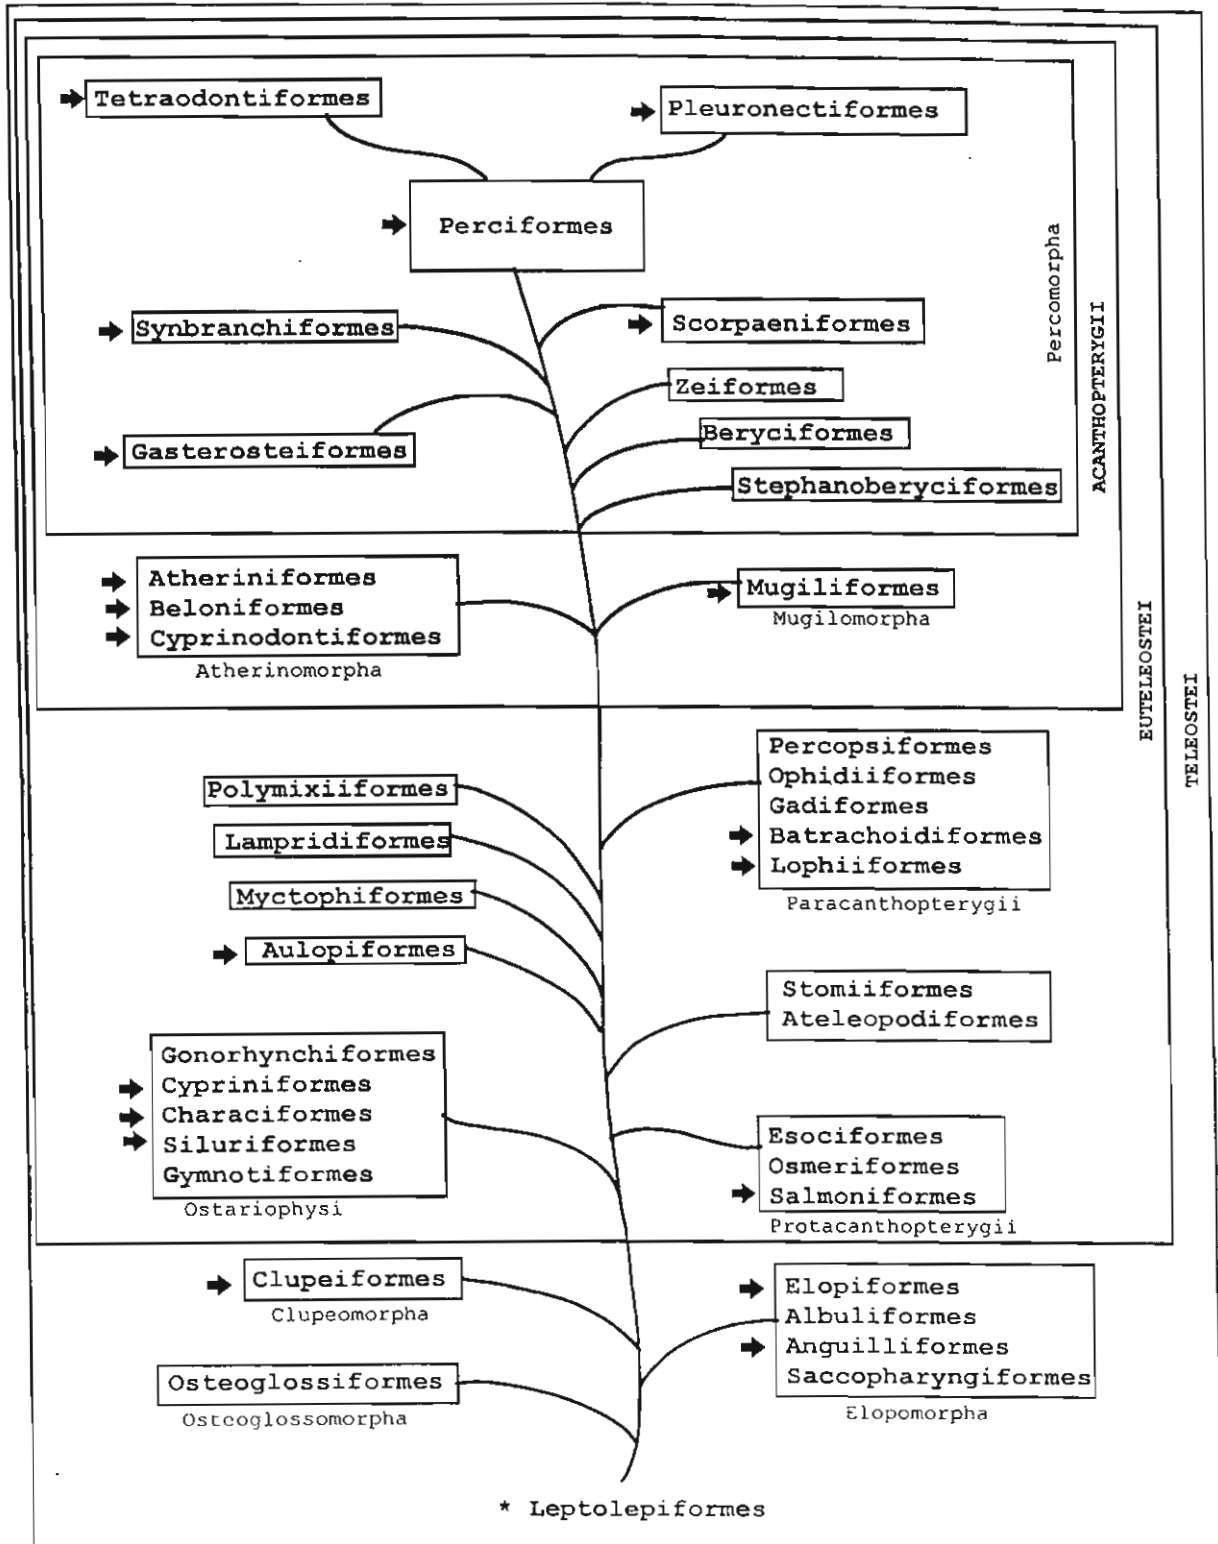 Tetraodontiformes
Pleuronectiformes
Perciformes
Percomorpha
ACANTHOPTERYGII
EUTELEOSTEI
TELEOSTEI
Synbranchiformes
Scorpaeniformes
Zeiformes
Beryciformes
Gasterosteiformes
Stephanoberyciformes
Atheriniformes
Beloniformes
Cyprinodontiformes
Atherinomorpha
Mugiliformes
Mugilomorpha
Percopsiformes
Ophidiiformes
Gadiformes
Batrachoidiformes
Lophiiformes
Paracanthopterygii
Polymixiiformes
Lampridiformes
Myctophiformes
Aulopiformes
Stomiiformes
Ateleopodiformes
Gonorhynchiformes
Cypriniformes
Characiformes
Siluriformes
Gymnotiformes
Ostariophysi
Esociformes
Osmeriformes
Salmoniformes
Protacanthopterygii
Clupeiformes
Clupeomorpha
Elopiformes
Albuliformes
Anguilliformes
Saccopharyngiformes
Elopomorpha
Osteoglossiformes
Osteoglossomorpha
* Leptolepiformes